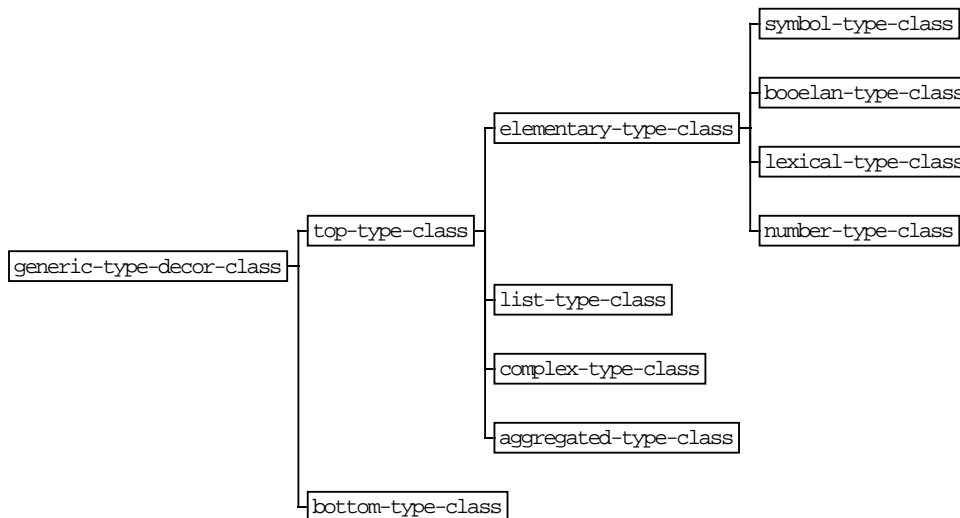 symbol-type-class
booelan-type-class
elementary-type-class
lexical-type-class
top-type-class
number-type-class
generic-type-decor-class
list-type-class
complex-type-class
aggregated-type-class
bottom-type-class